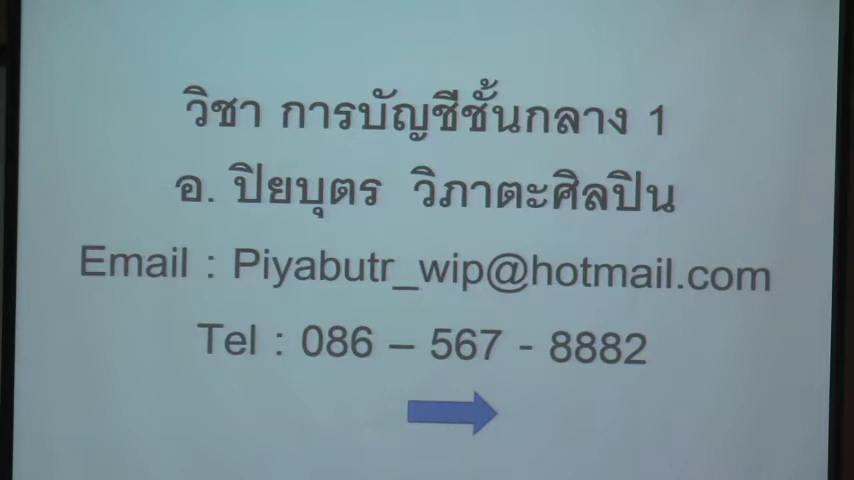 วิชา การบัญชีชั้นกลาง 1
อ. ปิยบุตร วิภาตะศิลปิน
Email : Piyabutr_wip@hotmail.com
Tel : 086 – 567 - 8882